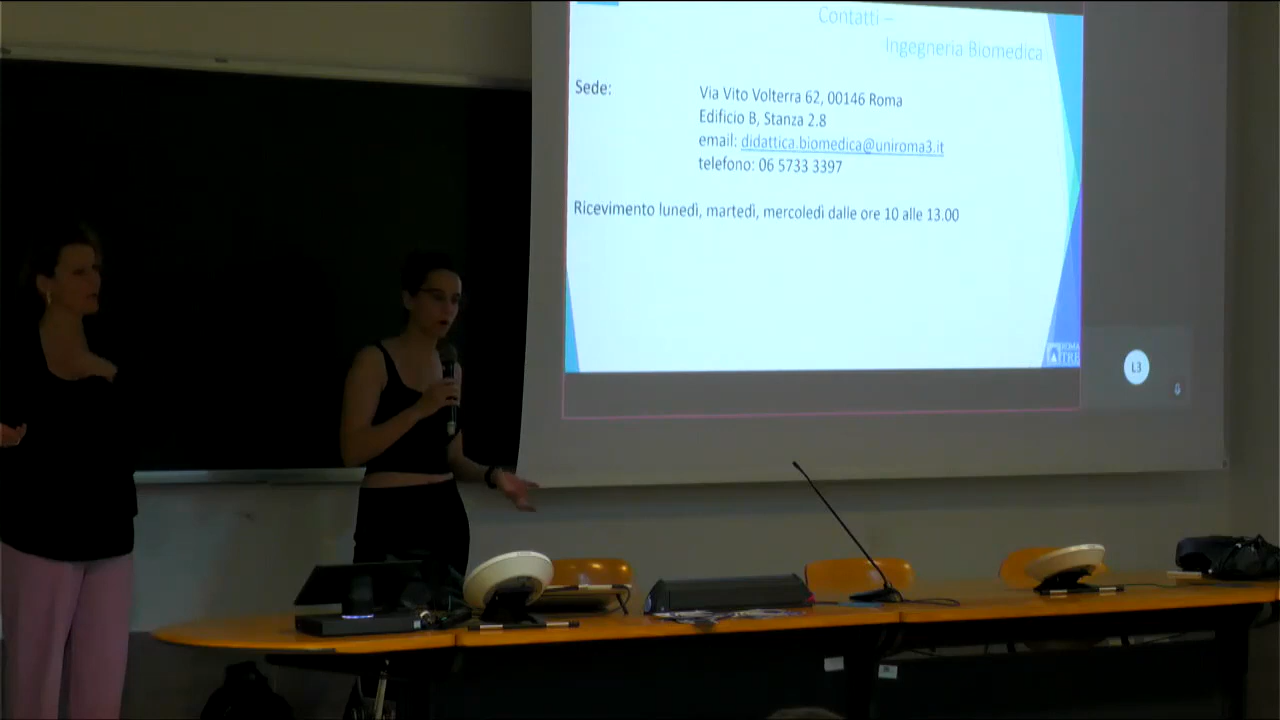 Contatti –
Ingegneria Biomedica
Sede:
Via Vito Volterra 62, 00146 Roma
Edificio B, Stanza 2.8
email: didattica.biomedica@uniroma3.it
telefono: 06 5733 3397
Ricevimento lunedì, martedì, mercoledì dalle ore 10 alle 13.00
ROMA
TRE
L3